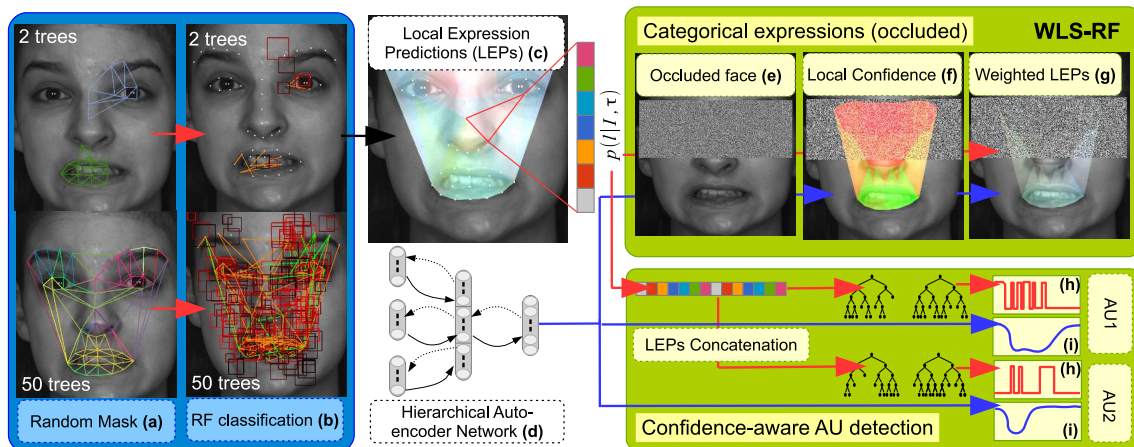 2 trees
2 trees
50 trees
50 trees
Random Mask (a)
RF classification (b)
Local Expression
Predictions (LEPs) (c)
p(l|I,τ)
Hierarchical Auto-
encoder Network (d)
Categorical expressions (occluded)
WLS-RF
Occluded face (e)
Local Confidence (f)
Weighted LEPs (g)
LEPs Concatenation
(h)
(i)
AU1
(h)
(i)
AU2
Confidence-aware AU detection